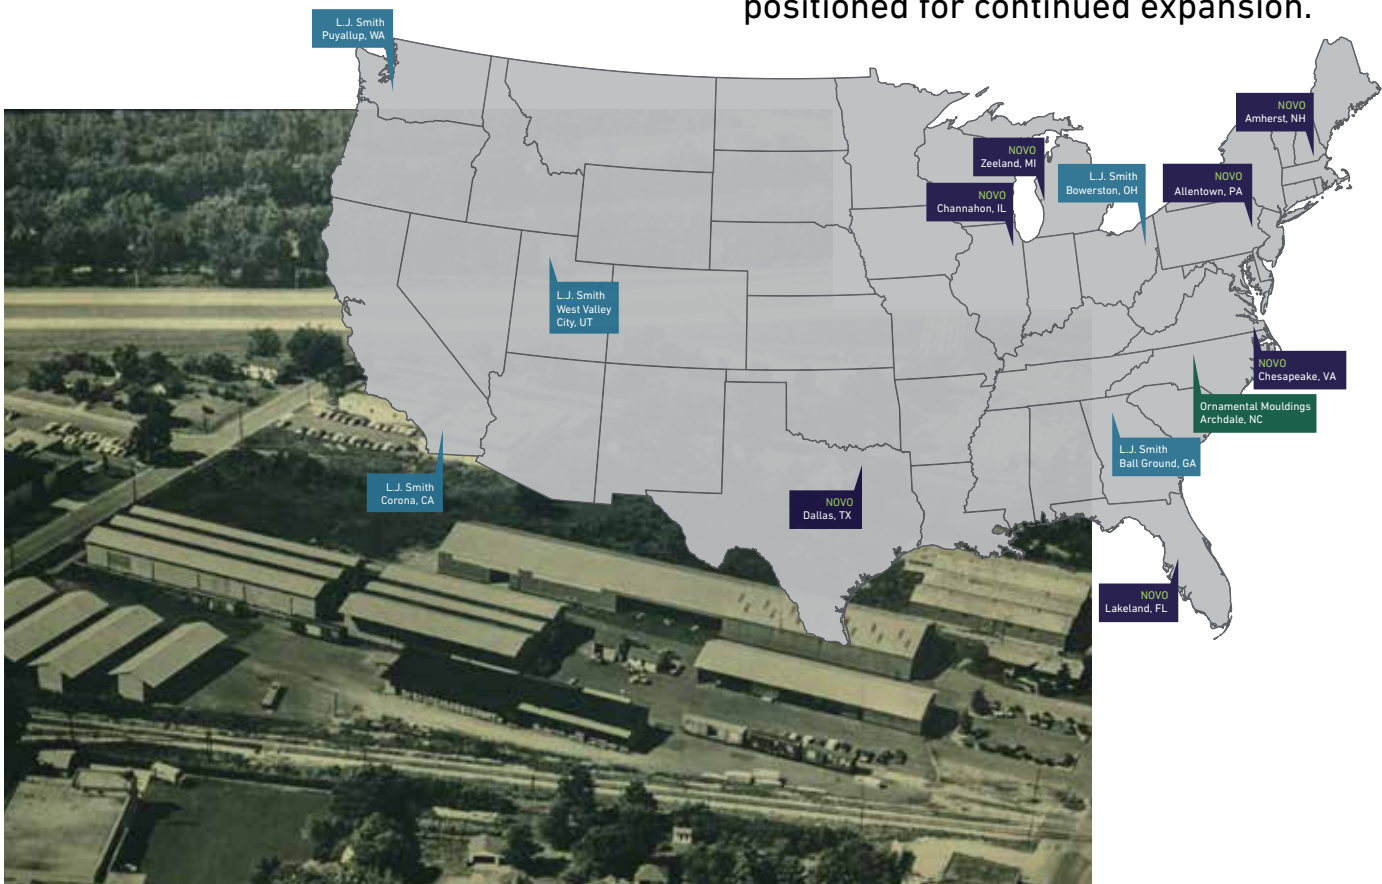 positioned for continued expansion.
L.J. Smith
Puyallup, WA
NOVO
Amherst, NH
NOVO
Zeeland, MI
L.J. Smith
Bowerston, OH
NOVO
Allentown, PA
NOVO
Channahon, IL
L.J. Smith
West Valley
City, UT
NOVO
Chesapeake, VA
Ornamental Mouldings
Archdale, NC
L.J. Smith
Ball Ground, GA
L.J. Smith
Corona, CA
NOVO
Dallas, TX
NOVO
Lakeland, FL